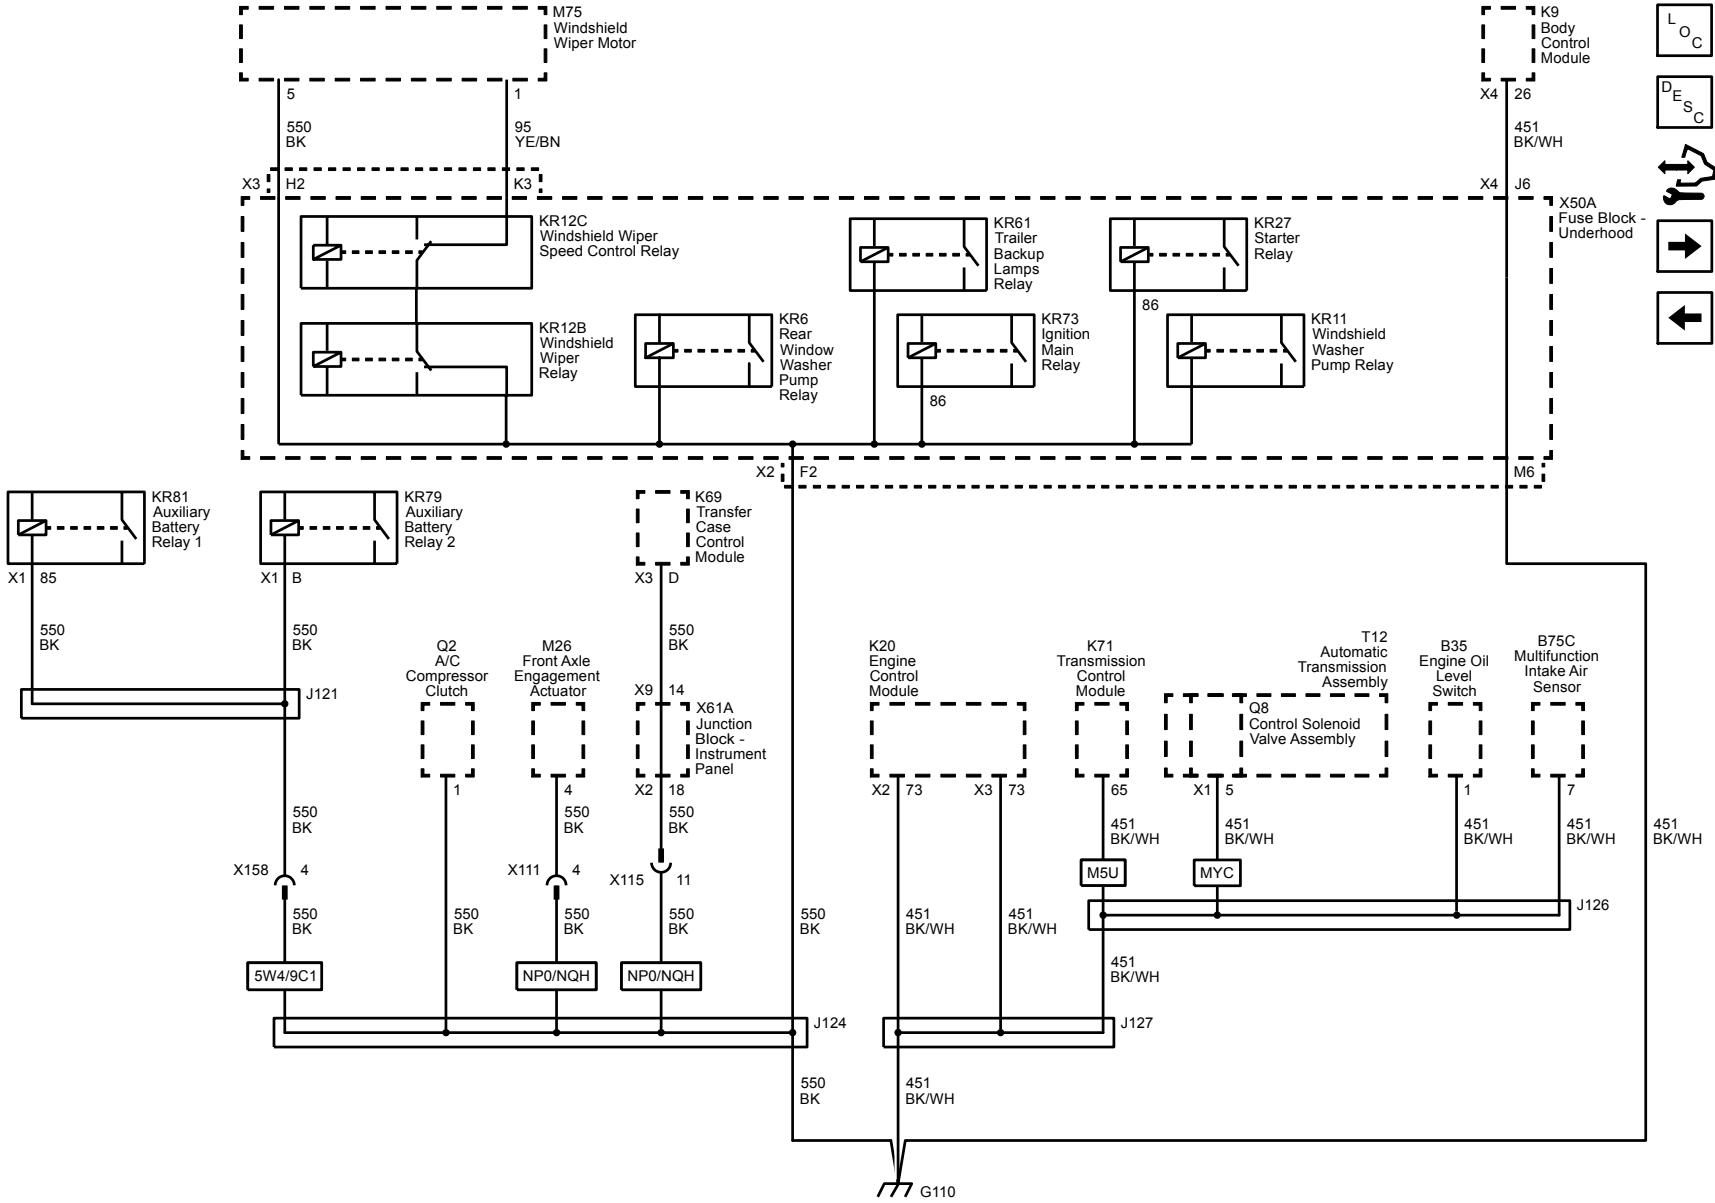 M75
Windshield
Wiper Motor
K9
Body
Control
Module
L
O
C
D
E
S
C
5
1
X4 26
550
BK
95
YE/BN
451
BK/WH
X3 H2
K3
X4 J6
X50A
Fuse Block -
Underhood
KR12C
Windshield Wiper
Speed Control Relay
KR61
Trailer
Backup
Lamps
Relay
KR27
Starter
Relay
86
KR12B
Windshield
Wiper
Relay
KR6
Rear
Window
Washer
Pump
Relay
KR73
Ignition
Main
Relay
86
KR11
Windshield
Washer
Pump Relay
X2 F2
M6
KR81
Auxiliary
Battery
Relay 1
KR79
Auxiliary
Battery
Relay 2
K69
Transfer
Case
Control
Module
X1 85
X1 B
X3 D
550
BK
550
BK
550
BK
Q2
A/C
Compressor
Clutch
M26
Front Axle
Engagement
Actuator
K20
Engine
Control
Module
K71
Transmission
Control
Module
T12
Automatic
Transmission
Assembly
B35
Engine Oil
Level
Switch
B75C
Multifunction
Intake Air
Sensor
J121
X9 14
X61A
Junction
Block -
Instrument
Panel
Q8
Control Solenoid
Valve Assembly
1
4
X2 18
X2 73
X3 73
65
X1 5
1
7
550
BK
550
BK
550
BK
451
BK/WH
451
BK/WH
451
BK/WH
451
BK/WH
451
BK/WH
X158 4
X111 4
X115 11
M5U
MYC
J126
550
BK
550
BK
550
BK
550
BK
550
BK
451
BK/WH
451
BK/WH
451
BK/WH
5W4/9C1
NP0/NQH
NP0/NQH
J124
J127
550
BK
451
BK/WH
G110